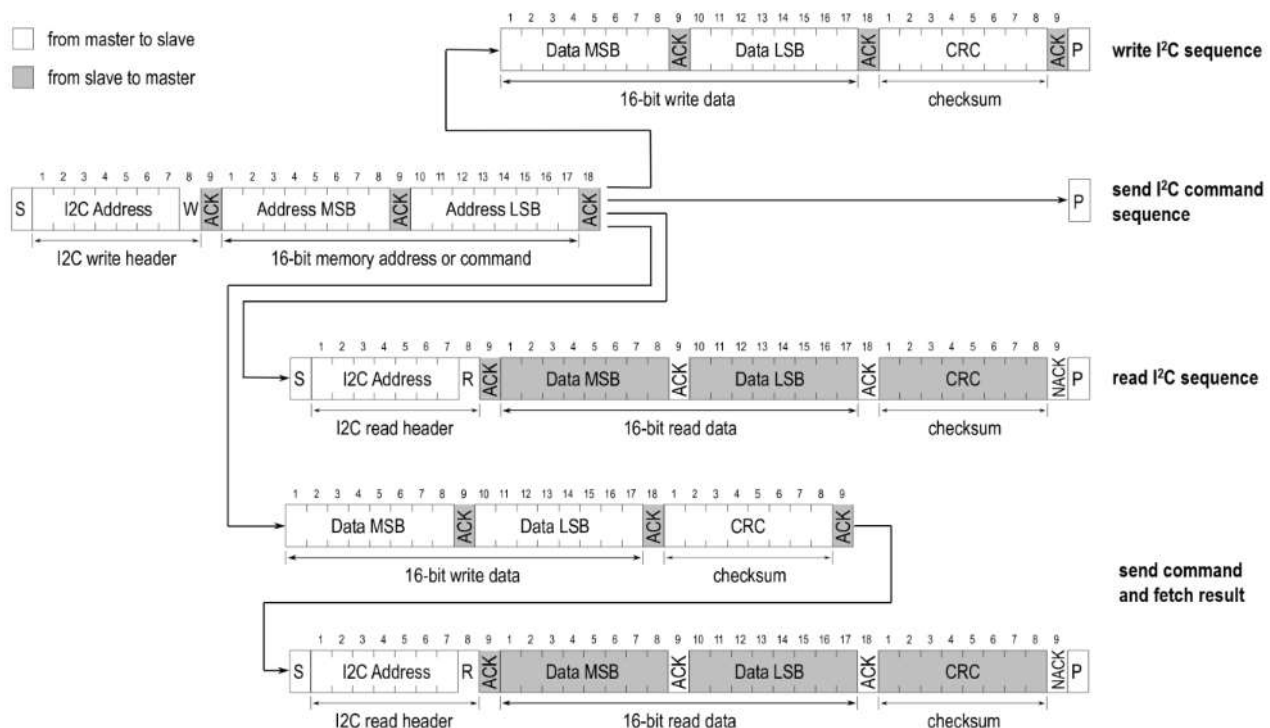 from master to slave
from slave to master
1 2 3 4 5 6 7 8 9 10 11 12 13 14 15 16 17 18 1 2 3 4 5 6 7 8 9
Data MSB ACK Data LSB ACK CRC ACK P
write I²C sequence
16-bit write data checksum
1 2 3 4 5 6 7 8 9 1 2 3 4 5 6 7 8 9 10 11 12 13 14 15 16 17 18
S I2C Address W ACK Address MSB ACK Address LSB ACK
P
send I²C command
sequence
I2C write header 16-bit memory address or command
1 2 3 4 5 6 7 8 9 1 2 3 4 5 6 7 8 9 10 11 12 13 14 15 16 17 18 1 2 3 4 5 6 7 8 9
S I2C Address R ACK Data MSB ACK Data LSB ACK CRC NACK P
read I²C sequence
I2C read header 16-bit read data checksum
1 2 3 4 5 6 7 8 9 10 11 12 13 14 15 16 17 18 1 2 3 4 5 6 7 8 9
Data MSB ACK Data LSB ACK CRC ACK
16-bit write data checksum
send command
and fetch result
1 2 3 4 5 6 7 8 9 1 2 3 4 5 6 7 8 9 10 11 12 13 14 15 16 17 18 1 2 3 4 5 6 7 8 9
S I2C Address R ACK Data MSB ACK Data LSB ACK CRC NACK P
I2C read header 16-bit read data checksum